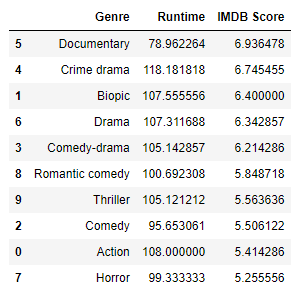 Genre Runtime IMDB Score
5 Documentary 78.962264 6.936478
4 Crime drama 118.181818 6.745455
1 Biopic 107.555556 6.400000
6 Drama 107.311688 6.342857
3 Comedy-drama 105.142857 6.214286
8 Romantic comedy 100.692308 5.848718
9 Thriller 105.121212 5.563636
2 Comedy 95.653061 5.506122
0 Action 108.000000 5.414286
7 Horror 99.333333 5.255556